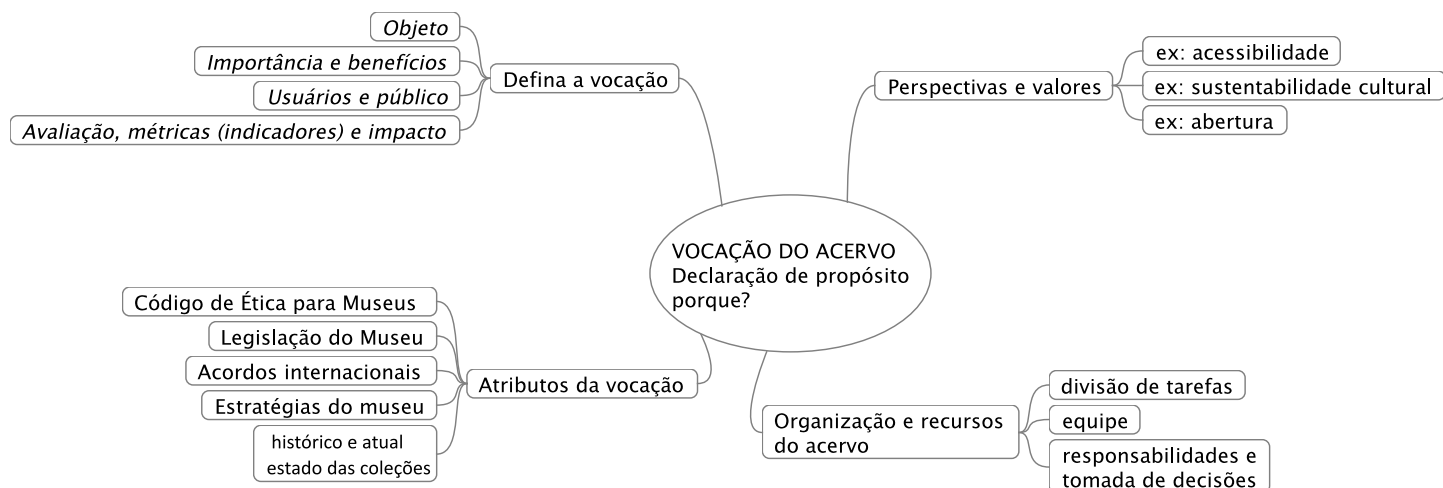 VOCAÇÃO DO ACERVO
Declaração de propósito
porque?
Defina a vocação
Objeto
Importância e benefícios
Usuários e público
Avaliação, métricas (indicadores) e impacto
Perspectivas e valores
ex: acessibilidade
ex: sustentabilidade cultural
ex: abertura
Atributos da vocação
Código de Ética para Museus
Legislação do Museu
Acordos internacionais
Estratégias do museu
histórico e atual
estado das coleções
Organização e recursos
do acervo
divisão de tarefas
equipe
responsabilidades e
tomada de decisões